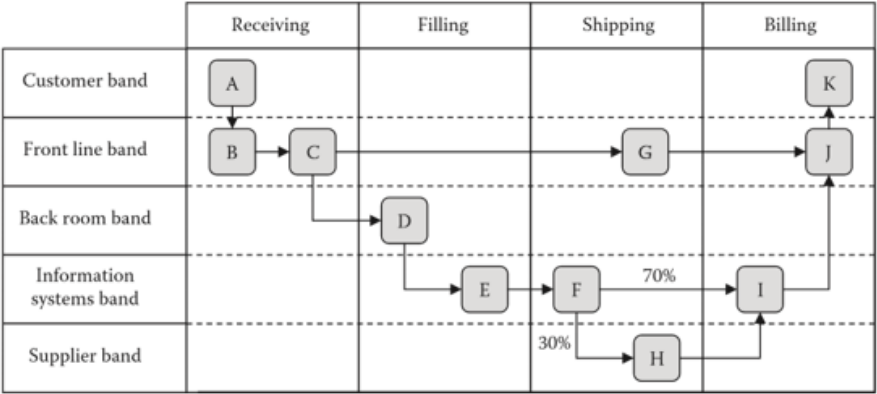 Receiving Filling Shipping Billing
Customer band A K
Front line band B C G J
Back room band D
Information
systems band E F 70% I
30%
Supplier band H